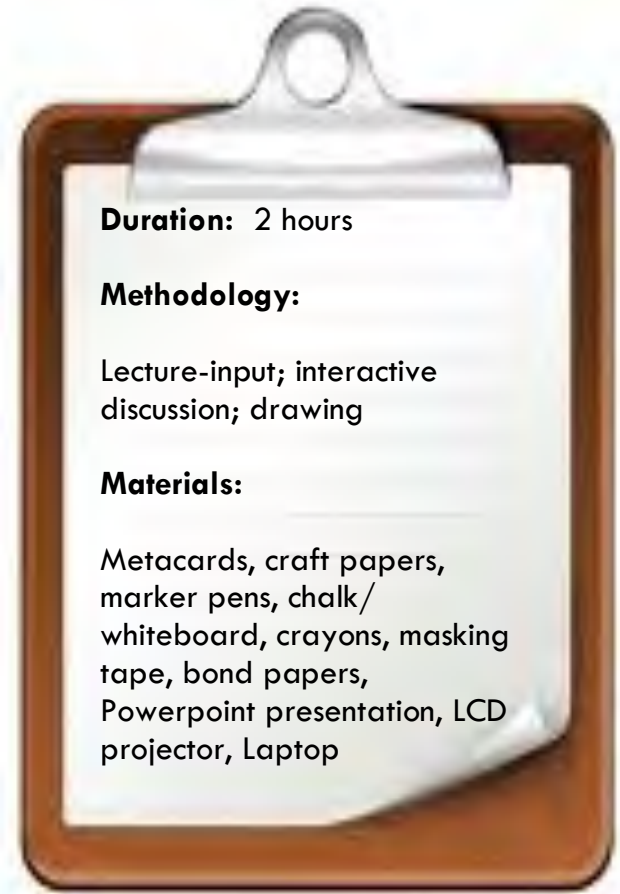 Duration: 2 hours
Methodology:
Lecture-input; interactive
discussion; drawing
Materials:
Metacards, craft papers,
marker pens, chalk/
whiteboard, crayons, masking
tape, bond papers,
Powerpoint presentation, LCD
projector, Laptop